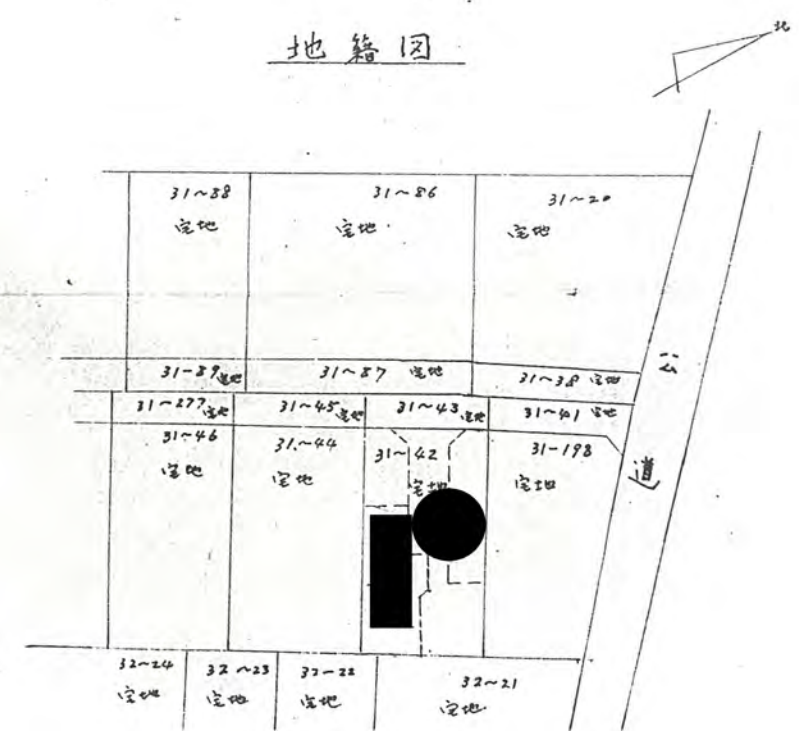 地籍図
北
31~88
宅地
31~86
宅地
31~20
宅地
31-89 宅地
31~87 宅地
31~38 宅地
31~277 宅地
31~45 宅地
31~43 宅地
31~41 宅地
31~46
宅地
31~44
宅地
31~42
宅地
31-198
宅地
公道
32~24
宅地
32~23
宅地
32-22
宅地
32~21
宅地